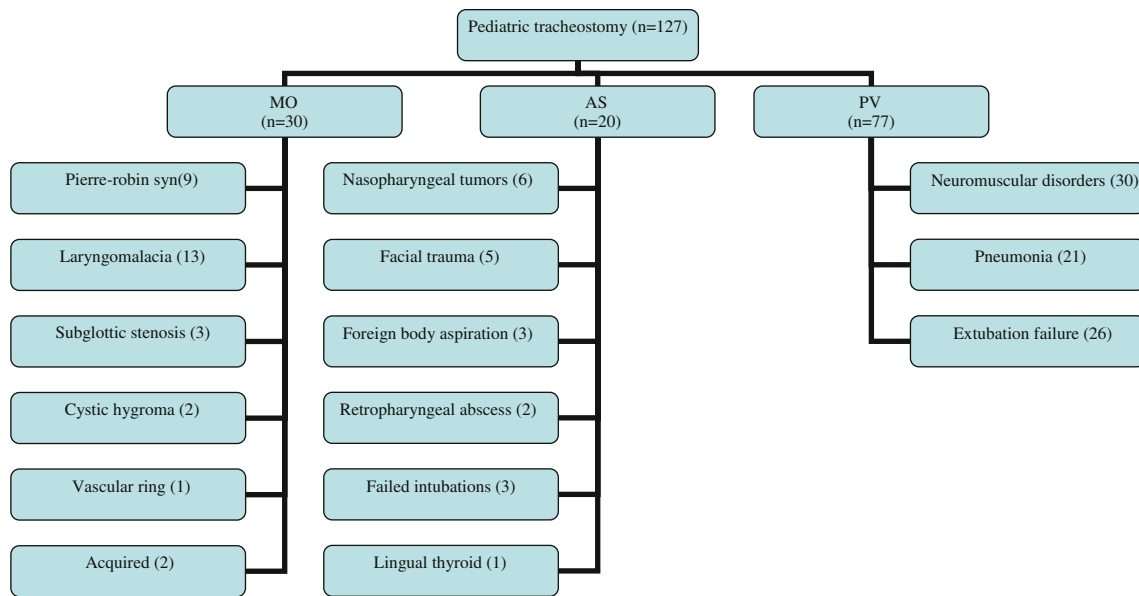 Pediatric tracheostomy (n=127)
MO
(n=30)
AS
(n=20)
PV
(n=77)
Pierre-robin syn(9)
Laryngomalacia (13)
Subglottic stenosis (3)
Cystic hygroma (2)
Vascular ring (1)
Acquired (2)
Nasopharyngeal tumors (6)
Facial trauma (5)
Foreign body aspiration (3)
Retropharyngeal abscess (2)
Failed intubations (3)
Lingual thyroid (1)
Neuromuscular disorders (30)
Pneumonia (21)
Extubation failure (26)